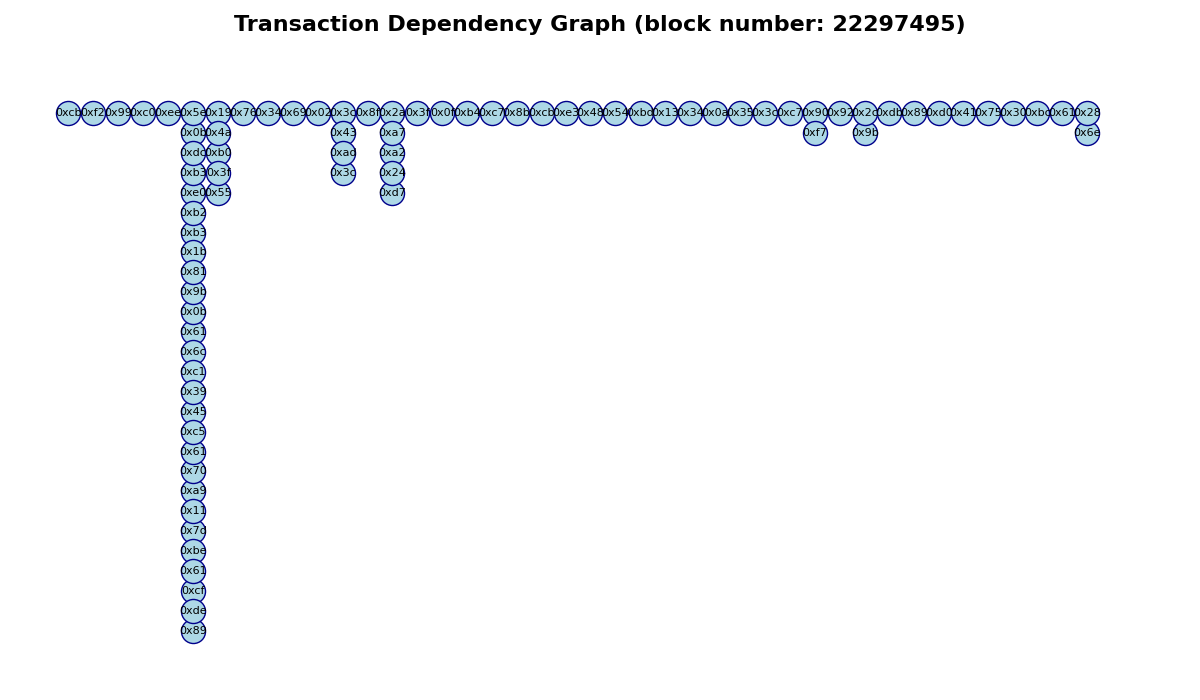 Transaction Dependency Graph (block number: 22297495)
0xcb 0xf2 0x99 0xc0 0xee 0x5e 0x19 0x76 0x34 0x69 0x02 0x3c 0x8f 0x2a 0x3f 0x0f 0xb4 0xc7 0x8b 0xcb 0xe3 0x48 0x54 0xbc 0x13 0x34 0x0a 0x35 0x3c 0xc7 0x90 0x92 0x2c 0xdb 0x89 0xd0 0x41 0x75 0x30 0xbc 0x61 0x28
0x0b 0x4a 0x43 0xa7 0xf7 0x9b 0x6e
0xdc 0xb0 0xad 0xa2
0xb3 0x3f 0x3c 0x24
0xe0 0x55 0xd7
0xb2
0xb3
0x1b
0x81
0x9b
0x0b
0x61
0x6c
0xc1
0x39
0x45
0xc5
0x61
0x70
0xa9
0x11
0x7d
0xbe
0x61
0xcf
0xde
0x89